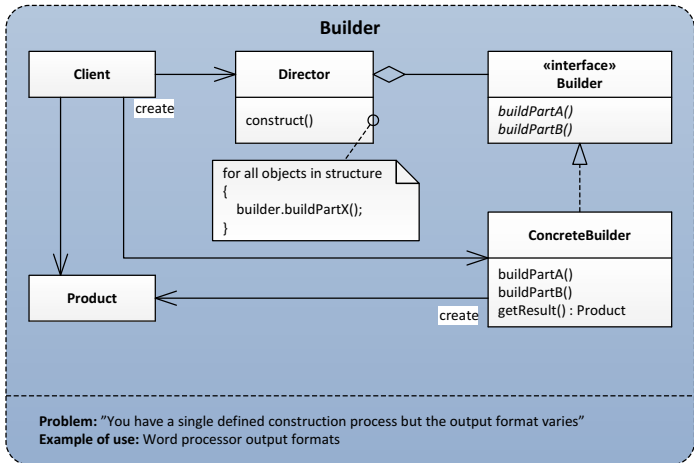 Builder
Client
create
Director
construct()
«interface»
Builder
buildPartA()
buildPartB()
for all objects in structure
{
builder.buildPartX();
}
ConcreteBuilder
buildPartA()
buildPartB()
getResult() : Product
Product
create
Problem: ”You have a single defined construction process but the output format varies”
Example of use: Word processor output formats